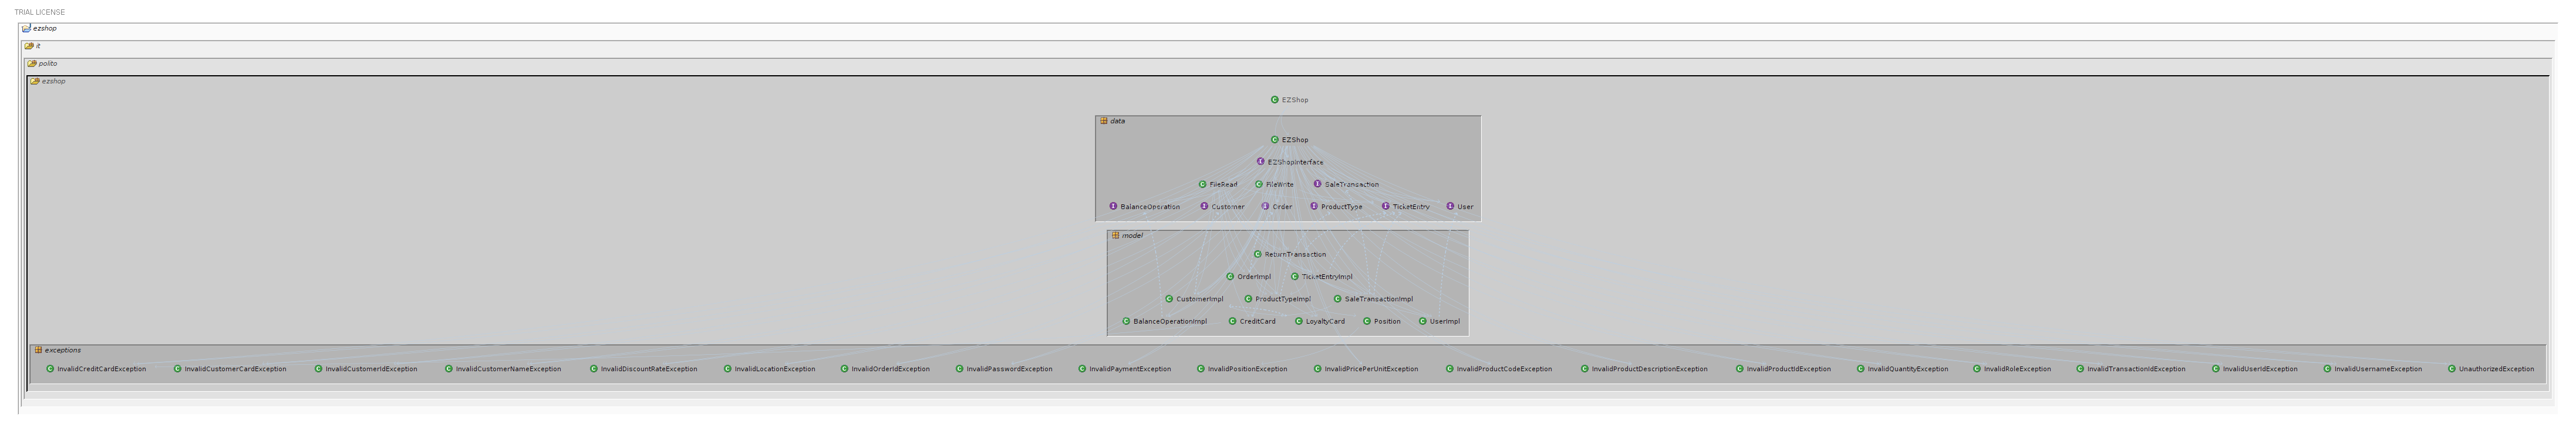 TRIAL LICENSE
ezshop
it
polito
ezshop
EZShop
data
EZShop
EZShopInterface
FileRead FileWrite SaleTransaction
BalanceOperation Customer Order ProductType TicketEntry User
model
ReturnTransaction
OrderImpl TicketEntryImpl
CustomerImpl ProductTypeImpl SaleTransactionImpl
BalanceOperationImpl CreditCard LoyaltyCard Position UserImpl
exceptions
InvalidCreditCardException InvalidCustomerCardException InvalidCustomerIdException InvalidCustomerNameException InvalidDiscountRateException InvalidLocationException InvalidOrderIdException InvalidPasswordException InvalidPaymentException InvalidPositionException InvalidPricePerUnitException InvalidProductCodeException InvalidProductDescriptionException InvalidProductIdException InvalidQuantityException InvalidRoleException InvalidTransactionIdException InvalidUserIdException InvalidUsernameException UnauthorizedException